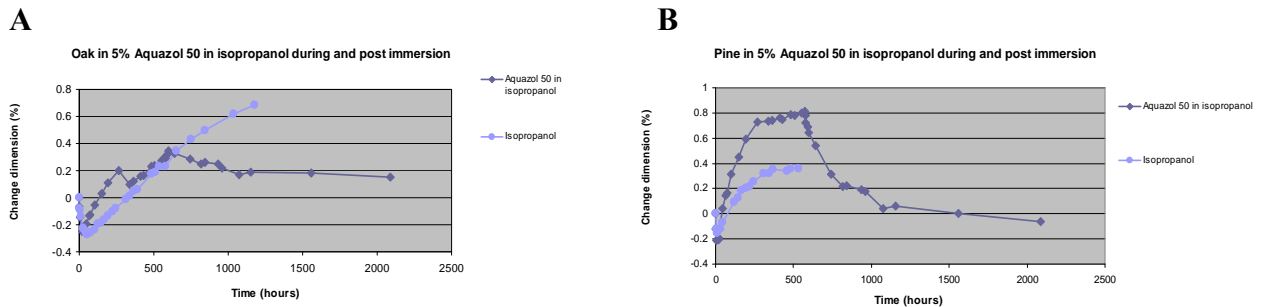 A
Oak in 5% Aquazol 50 in isopropanol during and post immersion
Change dimension (%)
0.8
0.6
0.4
0.2
0
-0.2
-0.4
0
500
1000
1500
2000
2500
Time (hours)
Aquazol 50 in
isopropanol
Isopropanol
B
Pine in 5% Aquazol 50 in isopropanol during and post immersion
Change dimension (%)
1
0.8
0.6
0.4
0.2
0
-0.2
-0.4
0
500
1000
1500
2000
2500
Time (hours)
Aquazol 50 in isopropanol
Isopropanol